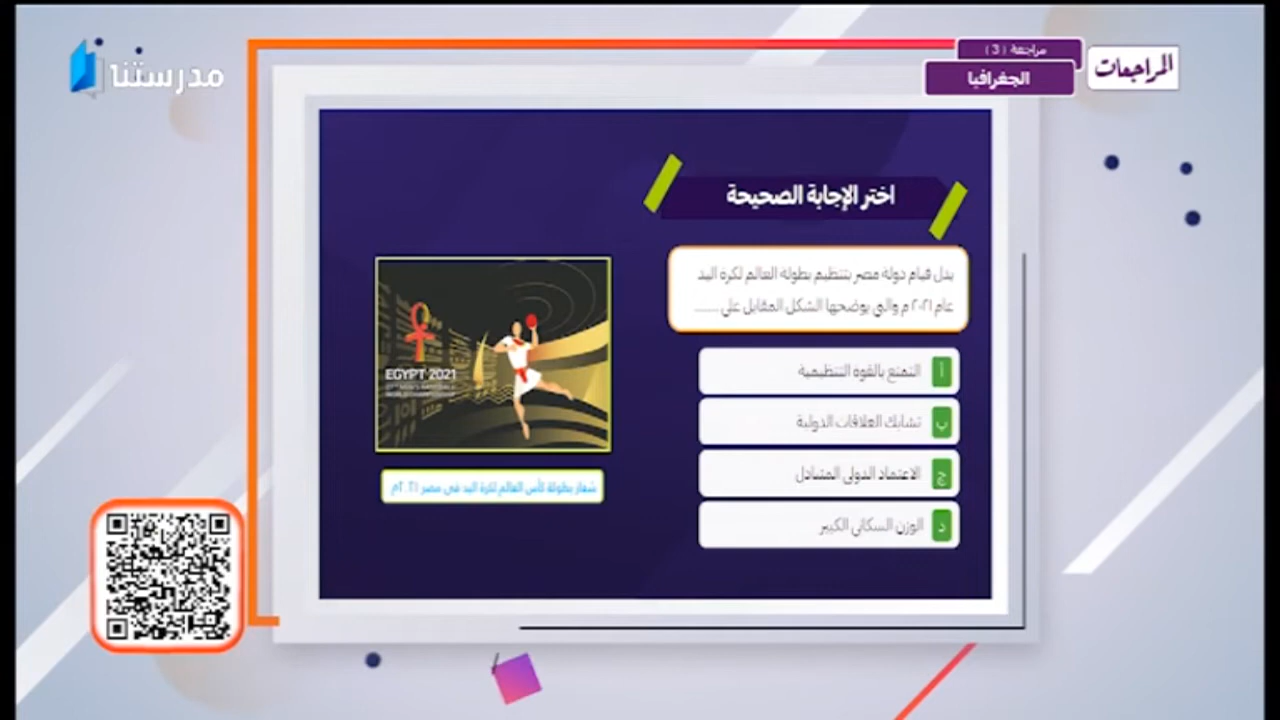 مدرستنا
مراجعة (3)
الجغرافيا
المراجعات
اختر الإجابة الصحيحة
يدل قيام دولة مصر بتنظيم بطولة العالم لكرة اليد
عام ٢٠٢١ م والتي يوضحها الشكل المقابل على ......
أ التمتع بالقوة التنظيمية
ب تشابك العلاقات الدولية
ج الاعتماد الدولى المتبادل
د الوزن السكاني الكبير
EGYPT 2021
شعار بطولة كأس العالم لكرة اليد في مصر ٢٠٢١م